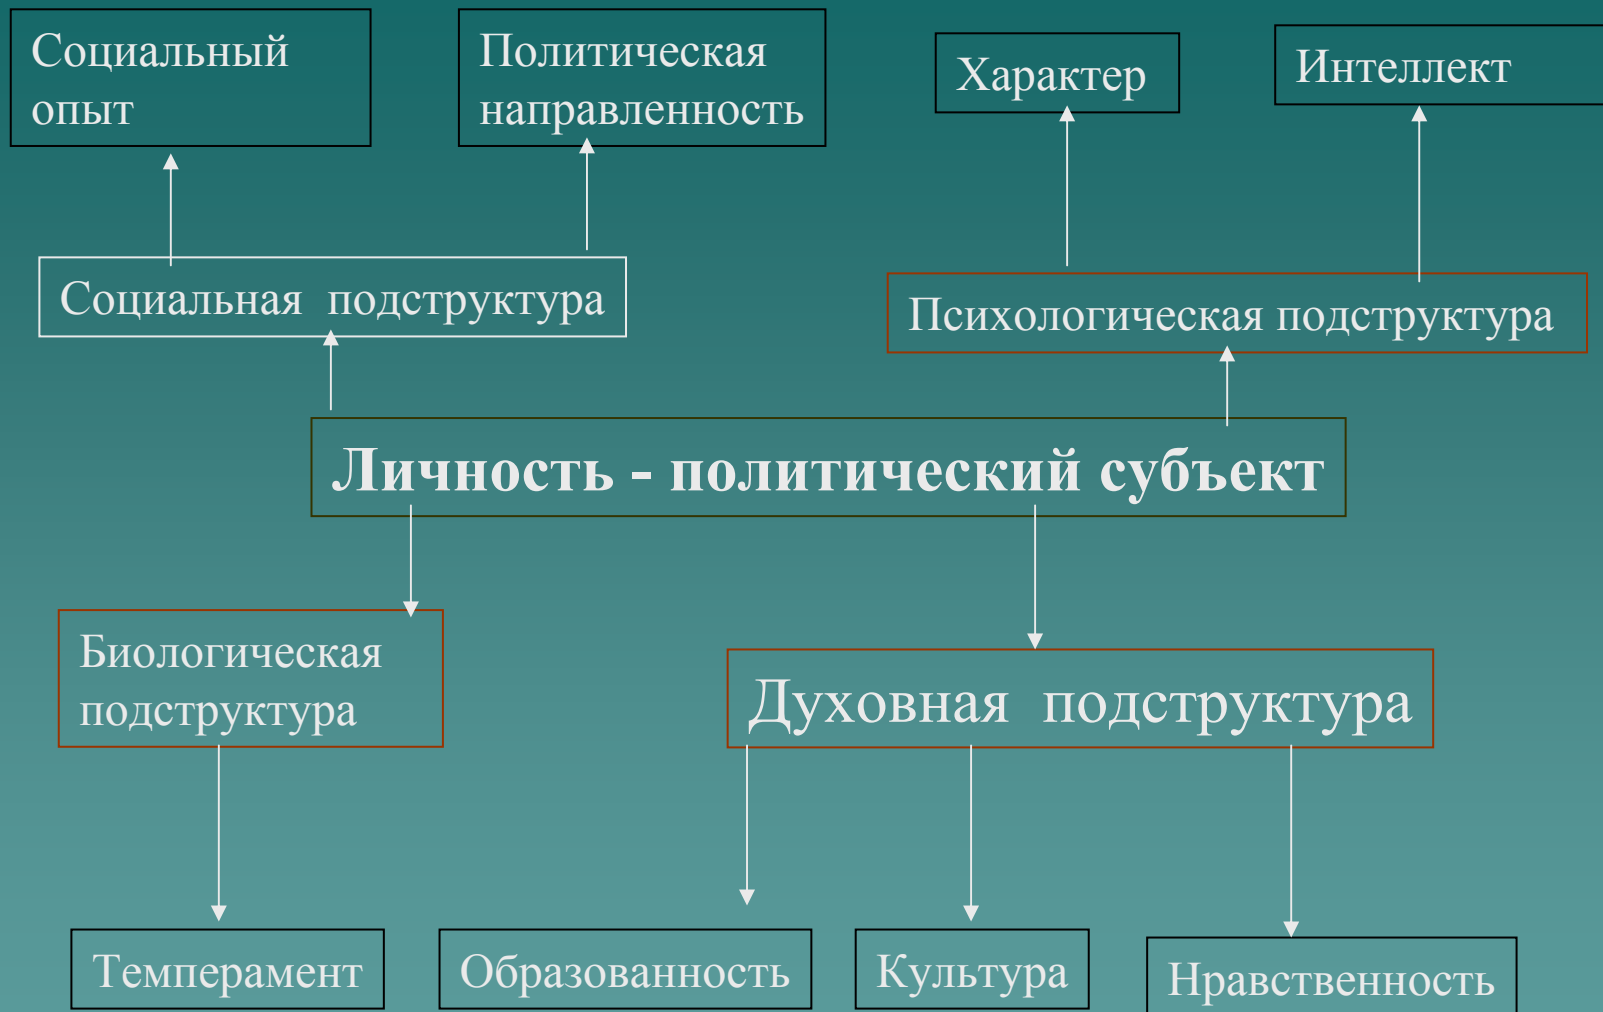 Социальный
опыт
Политическая
направленность
Характер
Интеллект
Социальная подструктура
Психологическая подструктура
Личность - политический субъект
Биологическая
подструктура
Духовная подструктура
Темперамент
Образованность
Культура
Нравственность